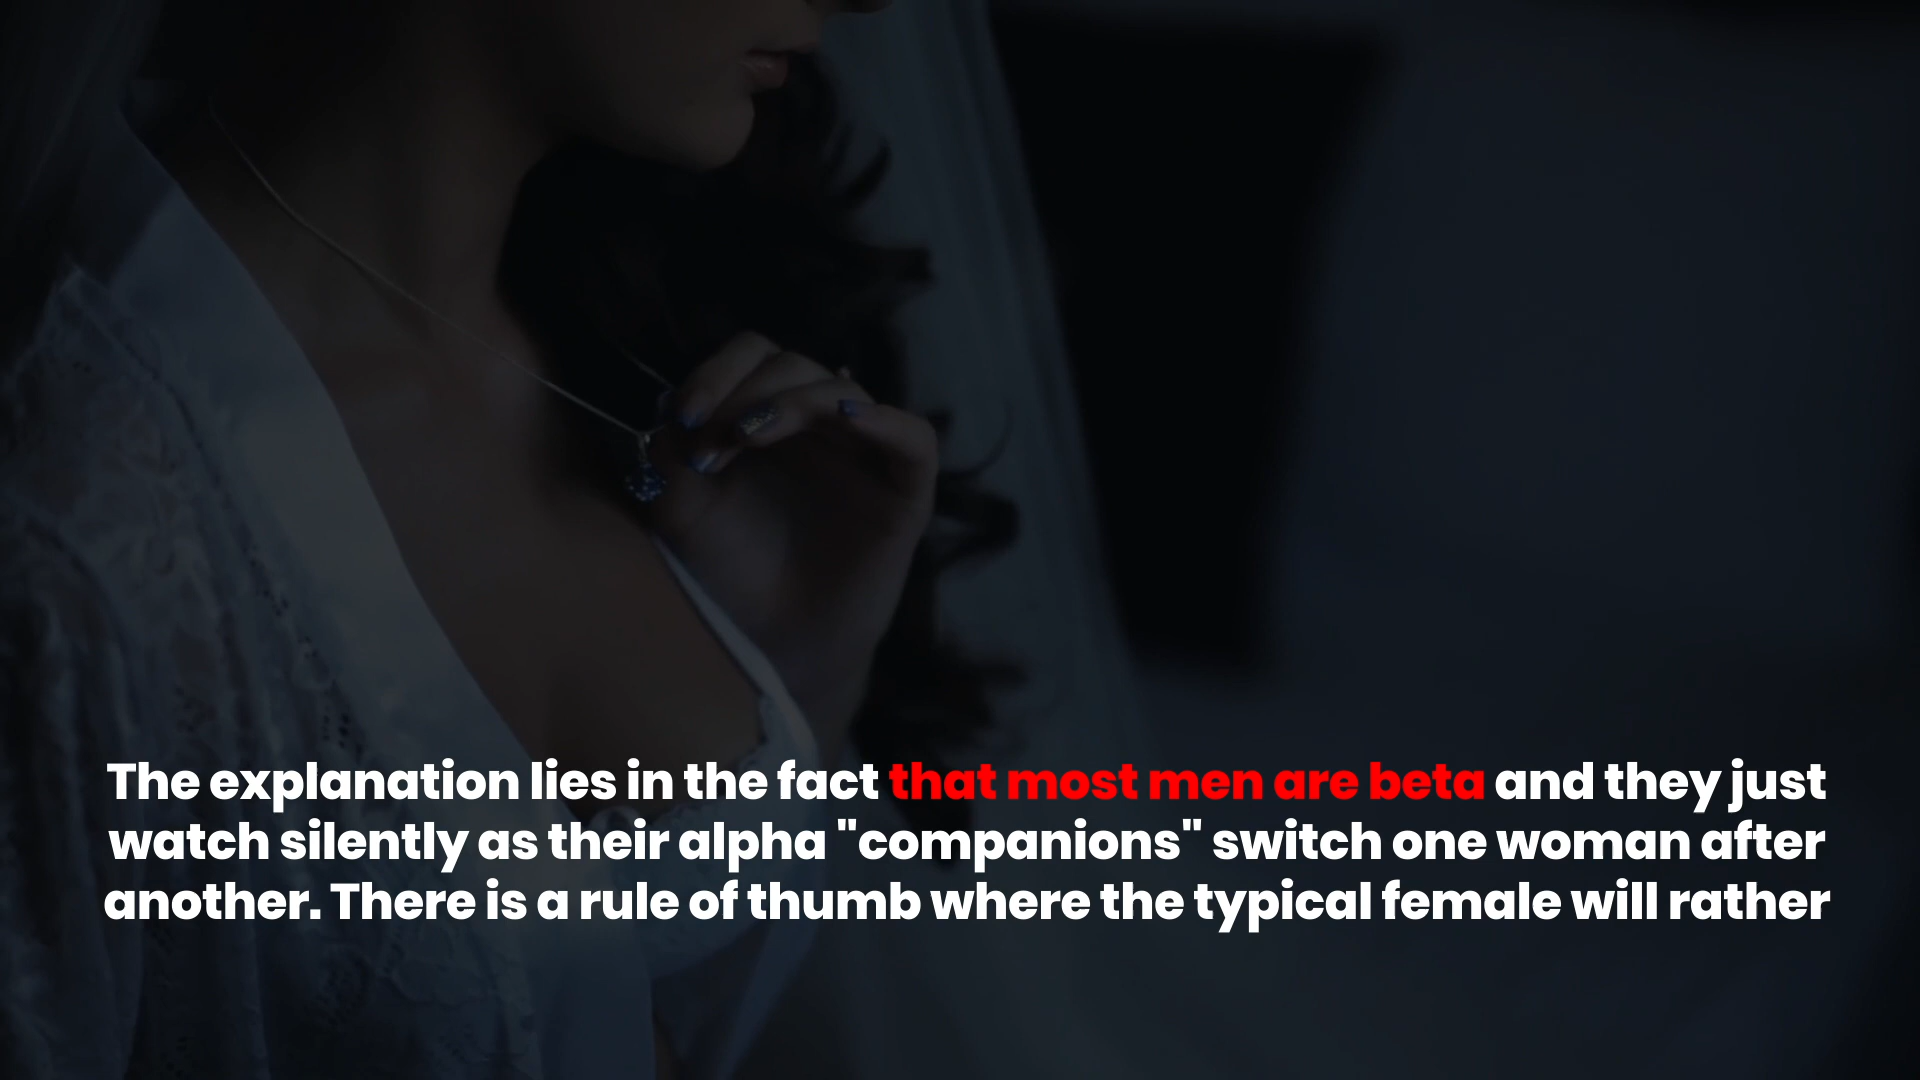 The explanation lies in the fact that most men are beta and they just
watch silently as their alpha "companions" switch one woman after
another. There is a rule of thumb where the typical female will rather